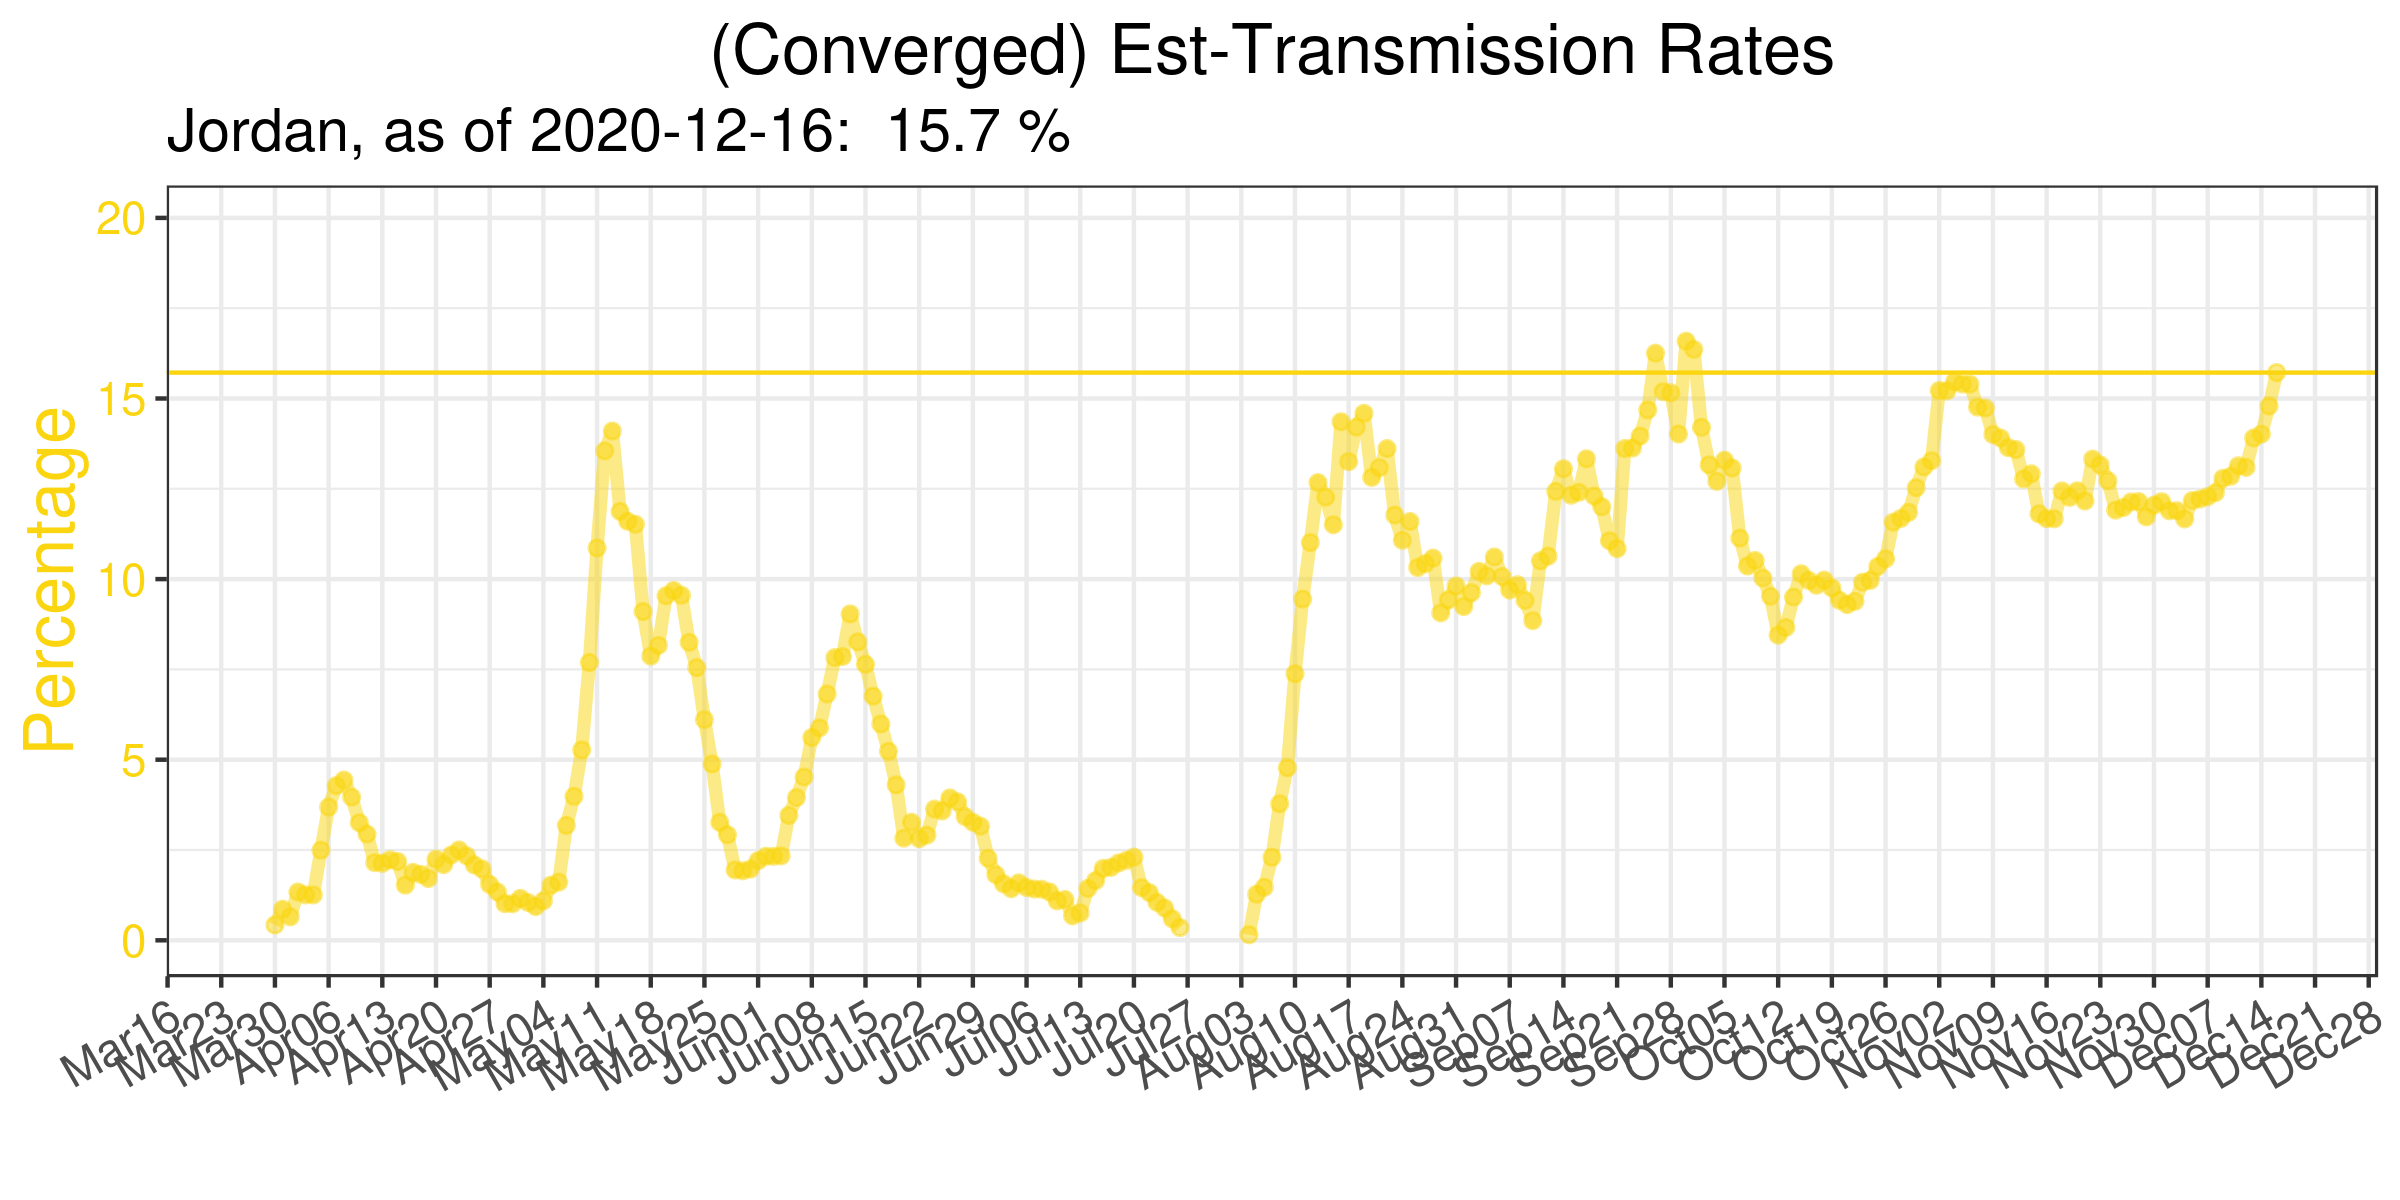 (Converged) Est-Transmission Rates
Jordan, as of 2020-12-16:  15.7 %
Percentage
20
15
10
5
0
Mar16 Mar23 Mar30 Apr06 Apr13 Apr20 Apr27 May04 May11 May18 May25 Jun01 Jun08 Jun15 Jun22 Jun29 Jul06 Jul13 Jul20 Jul27 Aug03 Aug10 Aug17 Aug24 Aug31 Sep07 Sep14 Sep21 Sep28 Oct05 Oct12 Oct19 Oct26 Nov02 Nov09 Nov16 Nov23 Nov30 Dec07 Dec14 Dec21 Dec28